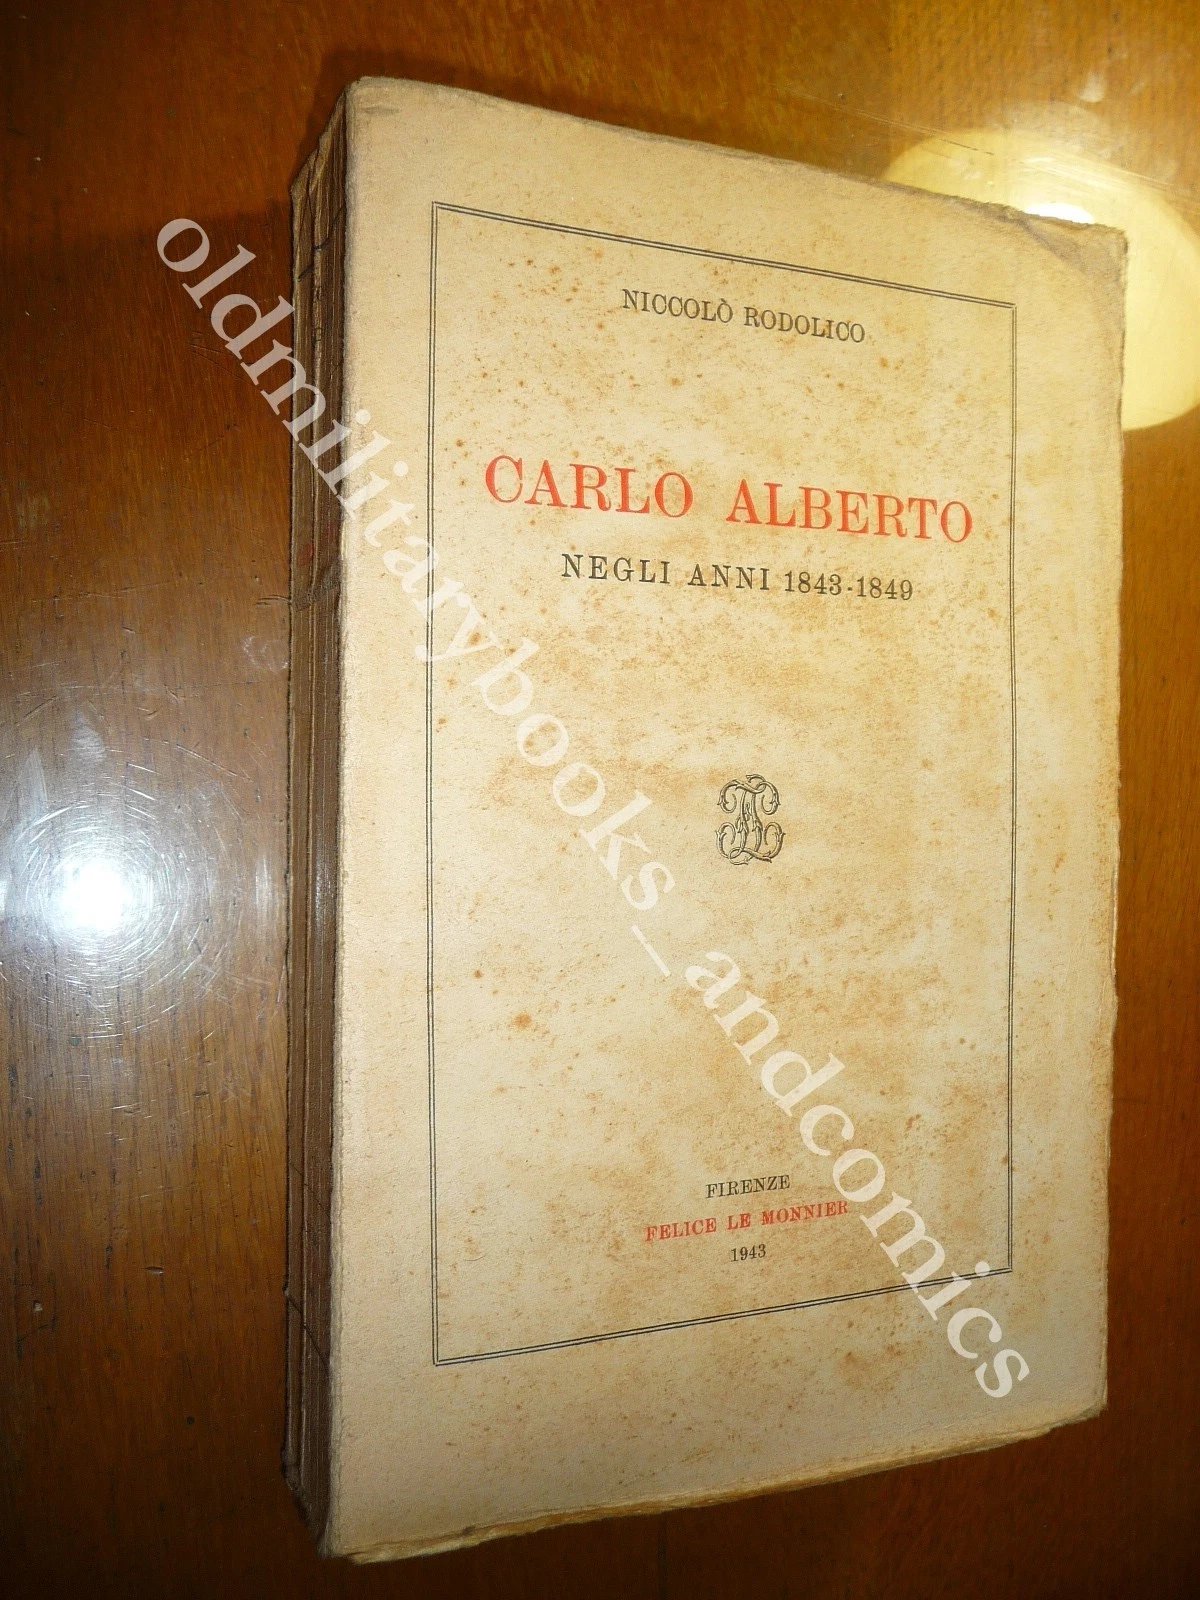 NICCOLÒ RODOLICO
CARLO ALBERTO
NEGLI ANNI 1843-1849
FIRENZE
FELICE LE MONNIER
1943
oldmilitarybooks_andcomics